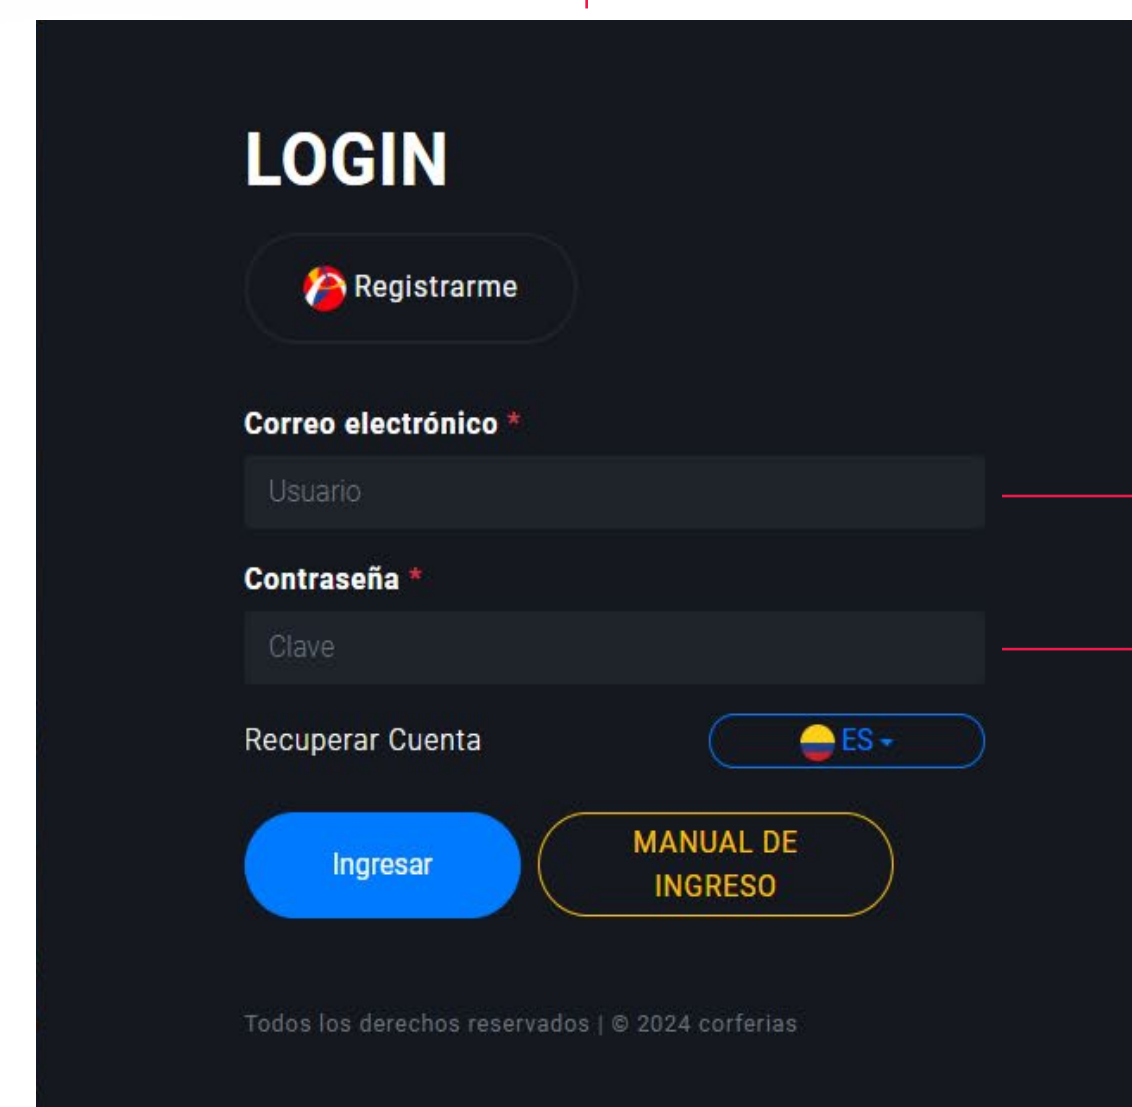 LOGIN
Registrarme
Correo electrónico *
Usuario
Contraseña *
Clave
Recuperar Cuenta
ES
Ingresar
MANUAL DE
INGRESO
Todos los derechos reservados | © 2024 corferias